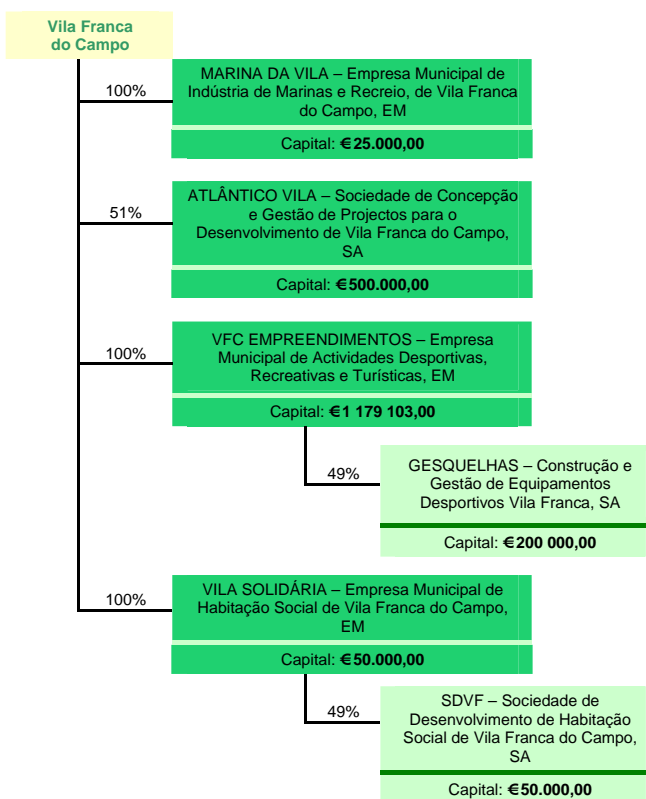 Vila Franca
do Campo
100%
MARINA DA VILA – Empresa Municipal de
Indústria de Marinas e Recreio, de Vila Franca
do Campo, EM
Capital: €25.000,00
51%
ATLÂNTICO VILA – Sociedade de Concepção
e Gestão de Projectos para o
Desenvolvimento de Vila Franca do Campo,
SA
Capital: €500.000,00
100%
VFC EMPREENDIMENTOS – Empresa
Municipal de Actividades Desportivas,
Recreativas e Turísticas, EM
Capital: €1 179 103,00
49%
GESQUELHAS – Construção e
Gestão de Equipamentos
Desportivos Vila Franca, SA
Capital: €200 000,00
100%
VILA SOLIDÁRIA – Empresa Municipal de
Habitação Social de Vila Franca do Campo,
EM
Capital: €50.000,00
49%
SDVF – Sociedade de
Desenvolvimento de Habitação
Social de Vila Franca do Campo,
SA
Capital: €50.000,00